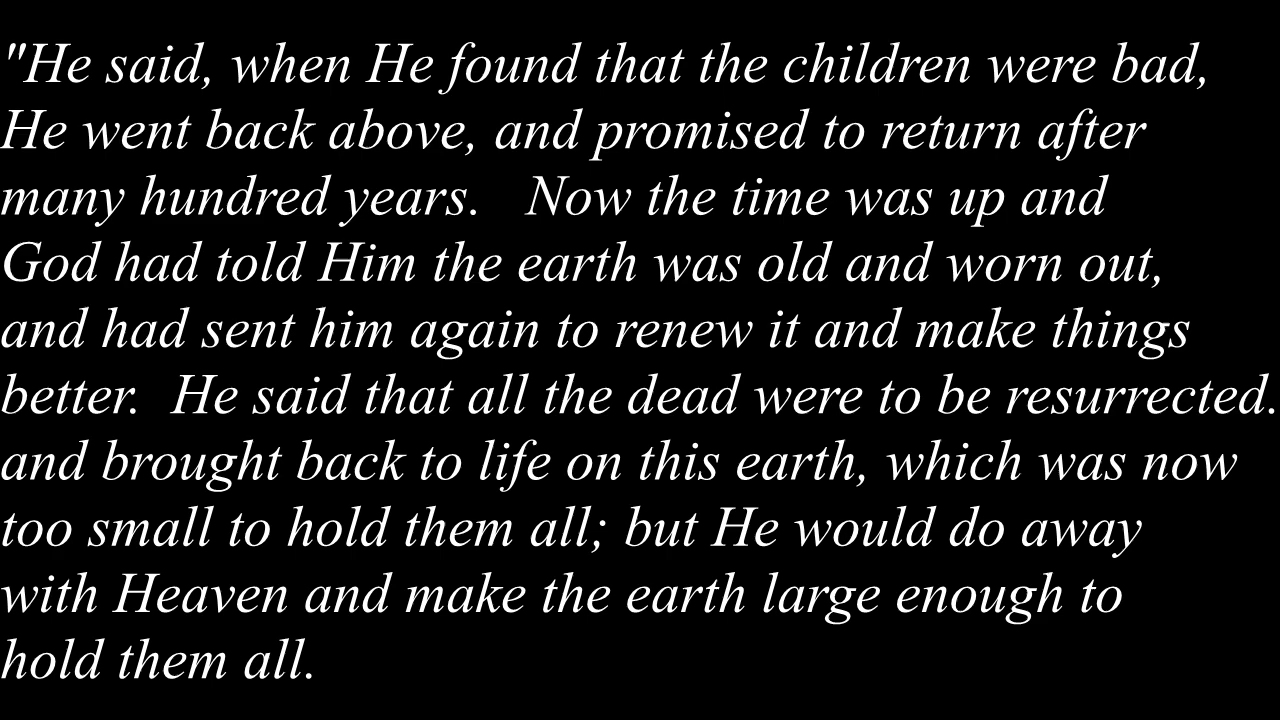 "He said, when He found that the children were bad,
He went back above, and promised to return after
many hundred years.   Now the time was up and
God had told Him the earth was old and worn out,
and had sent him again to renew it and make things
better.  He said that all the dead were to be resurrected.
and brought back to life on this earth, which was now
too small to hold them all; but He would do away
with Heaven and make the earth large enough to
hold them all.